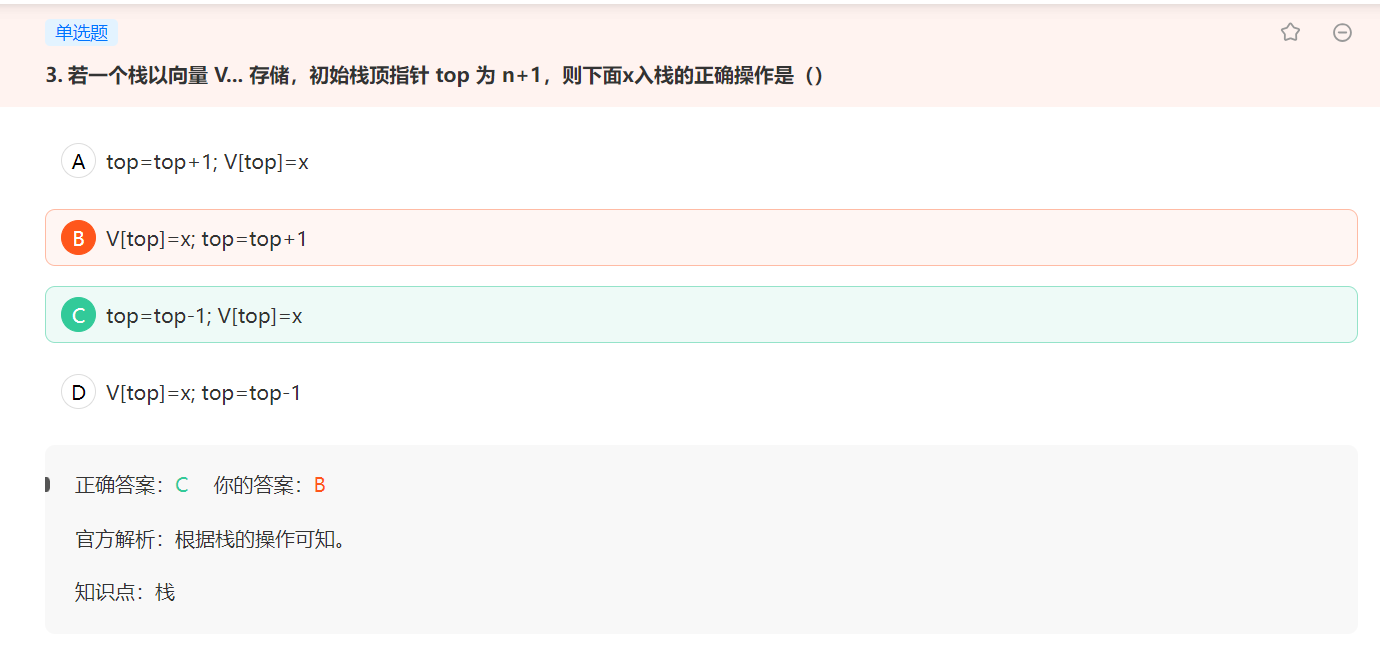 单选题
3. 若一个栈以向量 V... 存储，初始栈顶指针 top 为 n+1，则下面x入栈的正确操作是（）
A top=top+1; V[top]=x
B V[top]=x; top=top+1
C top=top-1; V[top]=x
D V[top]=x; top=top-1
正确答案：C 你的答案：B
官方解析：根据栈的操作可知。
知识点：栈